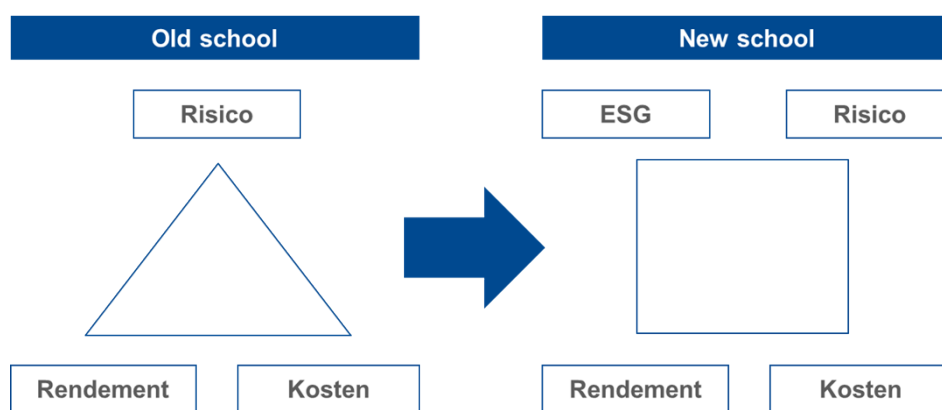 Old school
New school
Risico
ESG
Risico
Rendement
Kosten
Rendement
Kosten